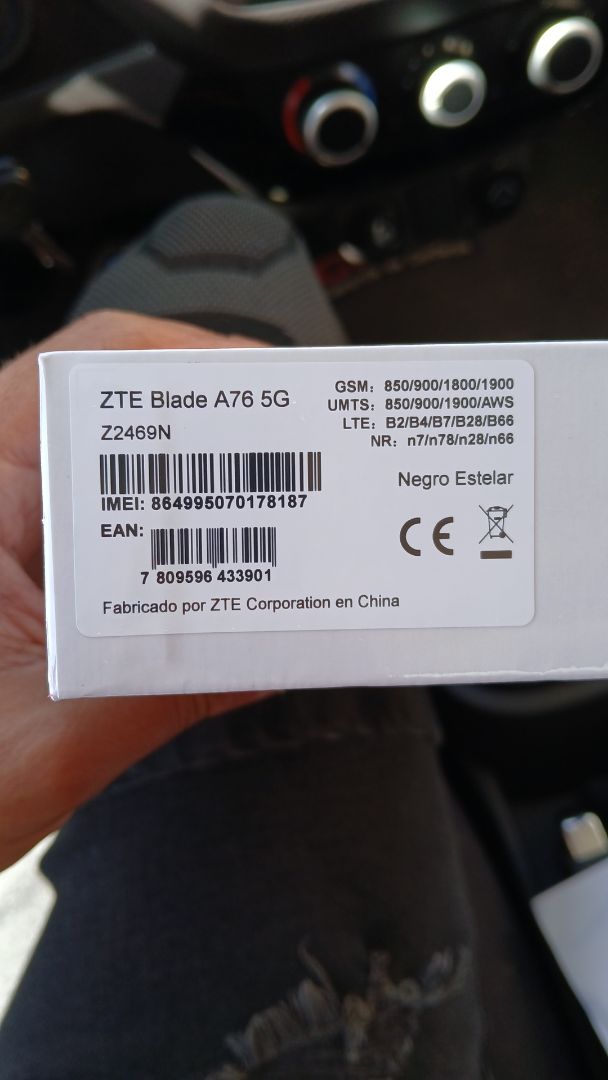 ZTE Blade A76 5G
Z2469N
IMEI: 864995070178187
EAN:
7 809596 433901
GSM: 850/900/1800/1900
UMTS: 850/900/1900/AWS
LTE: B2/B4/B7/B28/B66
NR: n7/n78/n28/n66
Negro Estelar
CE
Fabricado por ZTE Corporation en China